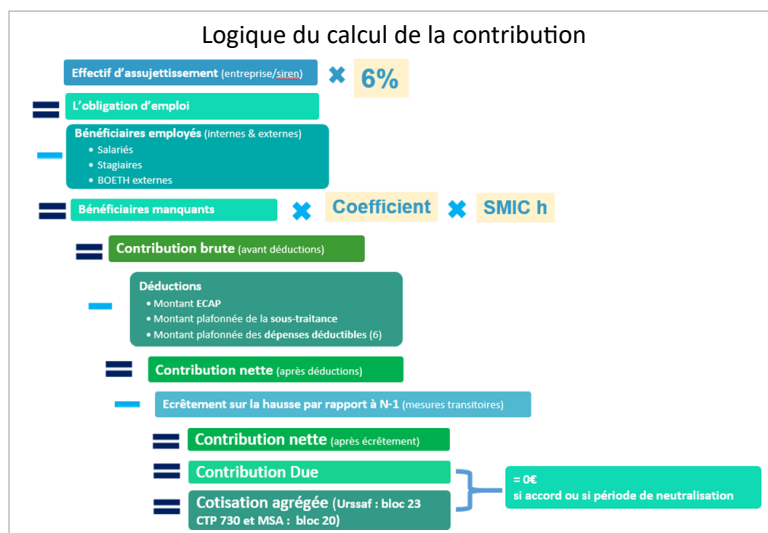 Logique du calcul de la contribution
Effectif d'assujettissement (entreprise/siren)
6%
L'obligation d'emploi
Bénéficiaires employés (internes & externes)
• Salariés
• Stagiaires
• BOETH externes
Bénéficiaires manquants
Coefficient
SMIC h
Contribution brute (avant déductions)
Déductions
• Montant ECAP
• Montant plafonnée de la sous-traitance
• Montant plafonnée des dépenses déductibles (6)
Contribution nette (après déductions)
Ecrêtement sur la hausse par rapport à N-1 (mesures transitoires)
Contribution nette (après écrêtement)
Contribution Due
Cotisation agrégée (Urssaf : bloc 23
CTP 730 et MSA : bloc 20)
= 0€
si accord ou si période de neutralisation